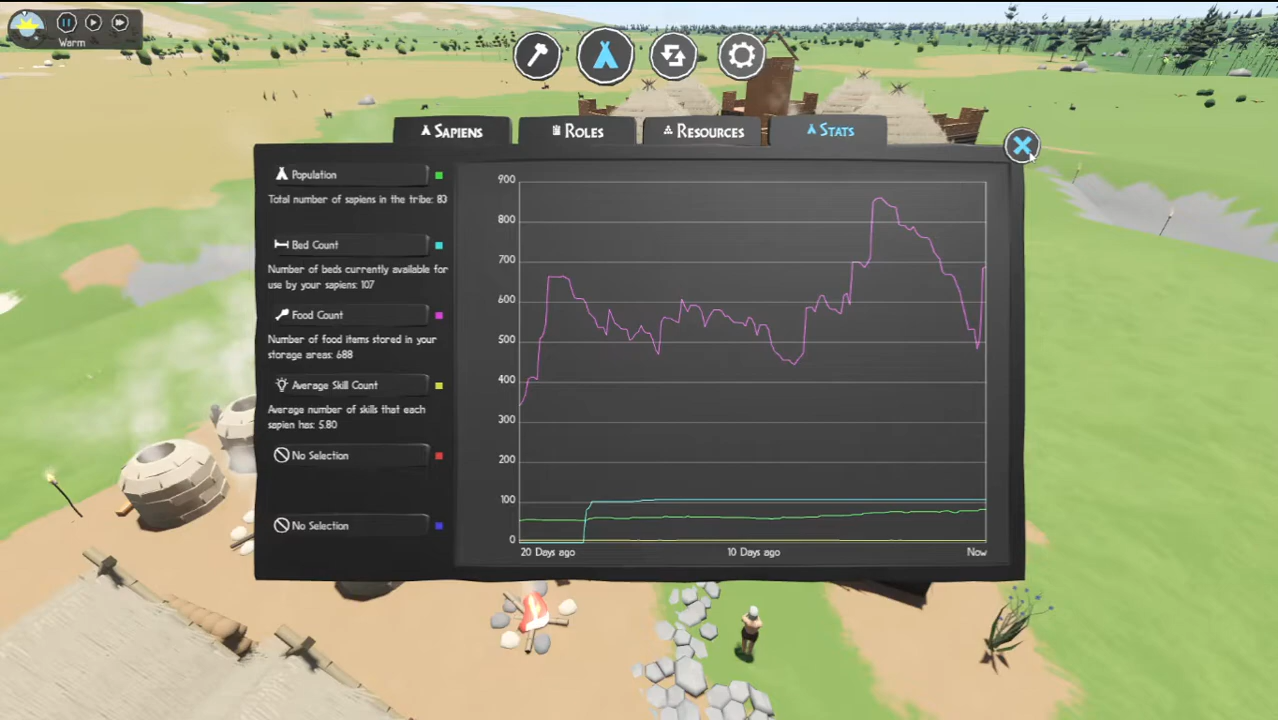 Warm
Sapiens
Roles
Resources
Stats
Population
Total number of sapiens in the tribe: 83
Bed Count
Number of beds currently available for
use by your sapiens: 107
Food Count
Number of food items stored in your
storage areas: 688
Average Skill Count
Average number of skills that each
sapien has: 5.80
No Selection
No Selection
900
800
700
600
500
400
300
200
100
0
20 Days ago
10 Days ago
Now